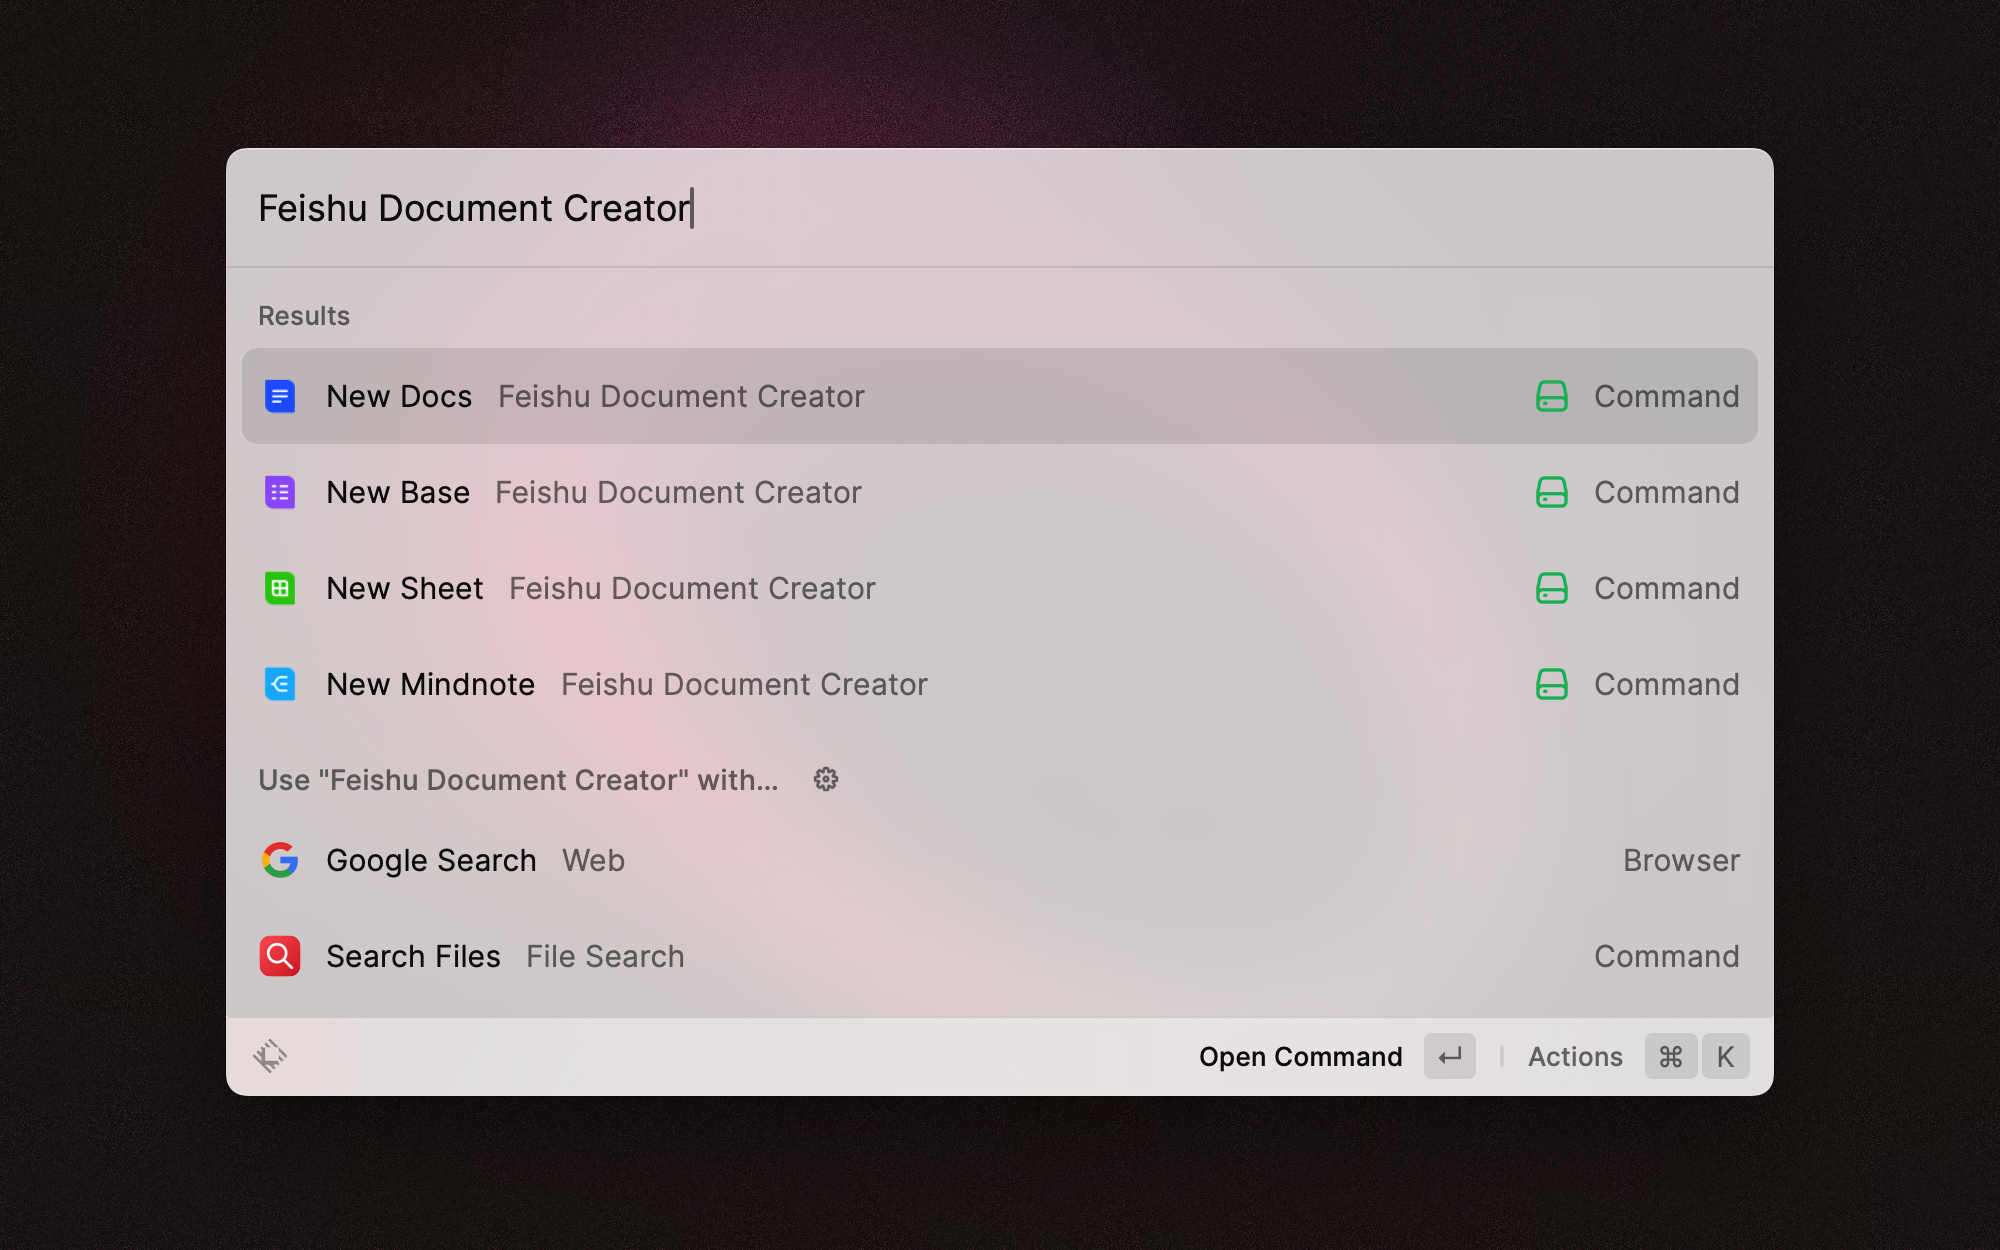 Feishu Document Creator
Results
New Docs Feishu Document Creator Command
New Base Feishu Document Creator Command
New Sheet Feishu Document Creator Command
New Mindnote Feishu Document Creator Command
Use "Feishu Document Creator" with...
Google Search Web Browser
Search Files File Search Command
Open Command ↵ Actions ⌘ K